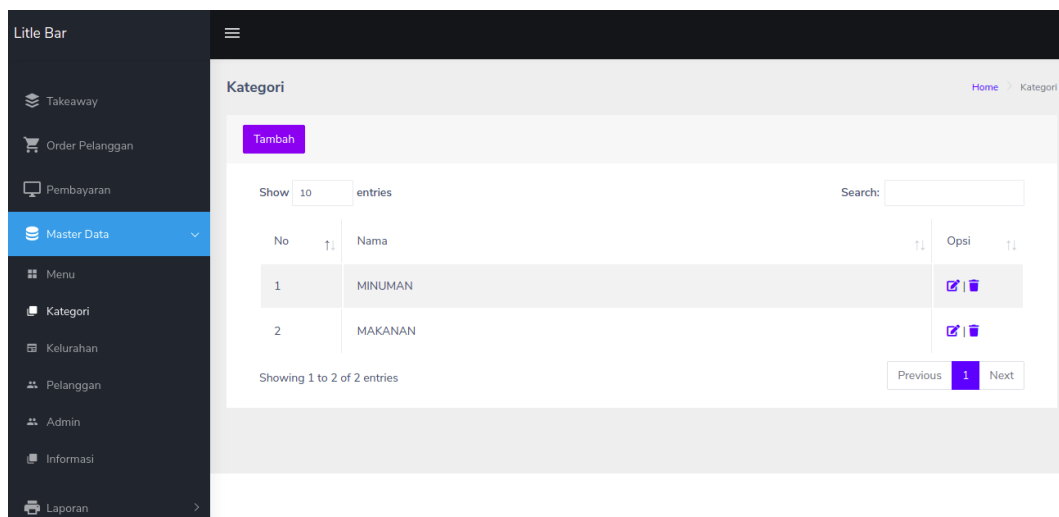 Litle Bar
Takeaway
Order Pelanggan
Pembayaran
Master Data
Menu
Kategori
Kelurahan
Pelanggan
Admin
Informasi
Laporan
Kategori
Home Kategori
Tambah
Show 10 entries Search:
No Nama Opsi
1 MINUMAN |
2 MAKANAN |
Showing 1 to 2 of 2 entries Previous 1 Next